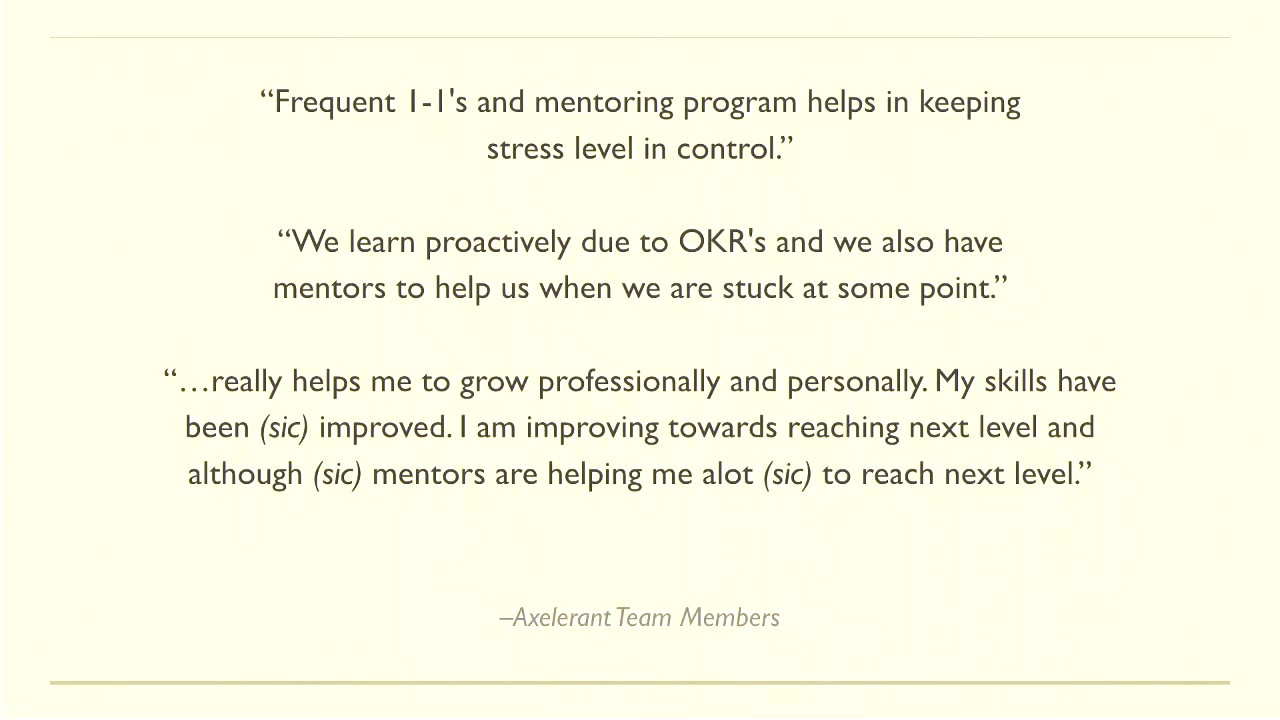 “Frequent 1-1's and mentoring program helps in keeping
stress level in control.”
“We learn proactively due to OKR's and we also have
mentors to help us when we are stuck at some point.”
“…really helps me to grow professionally and personally. My skills have
been (sic) improved. I am improving towards reaching next level and
although (sic) mentors are helping me alot (sic) to reach next level.”
–Axelerant Team Members